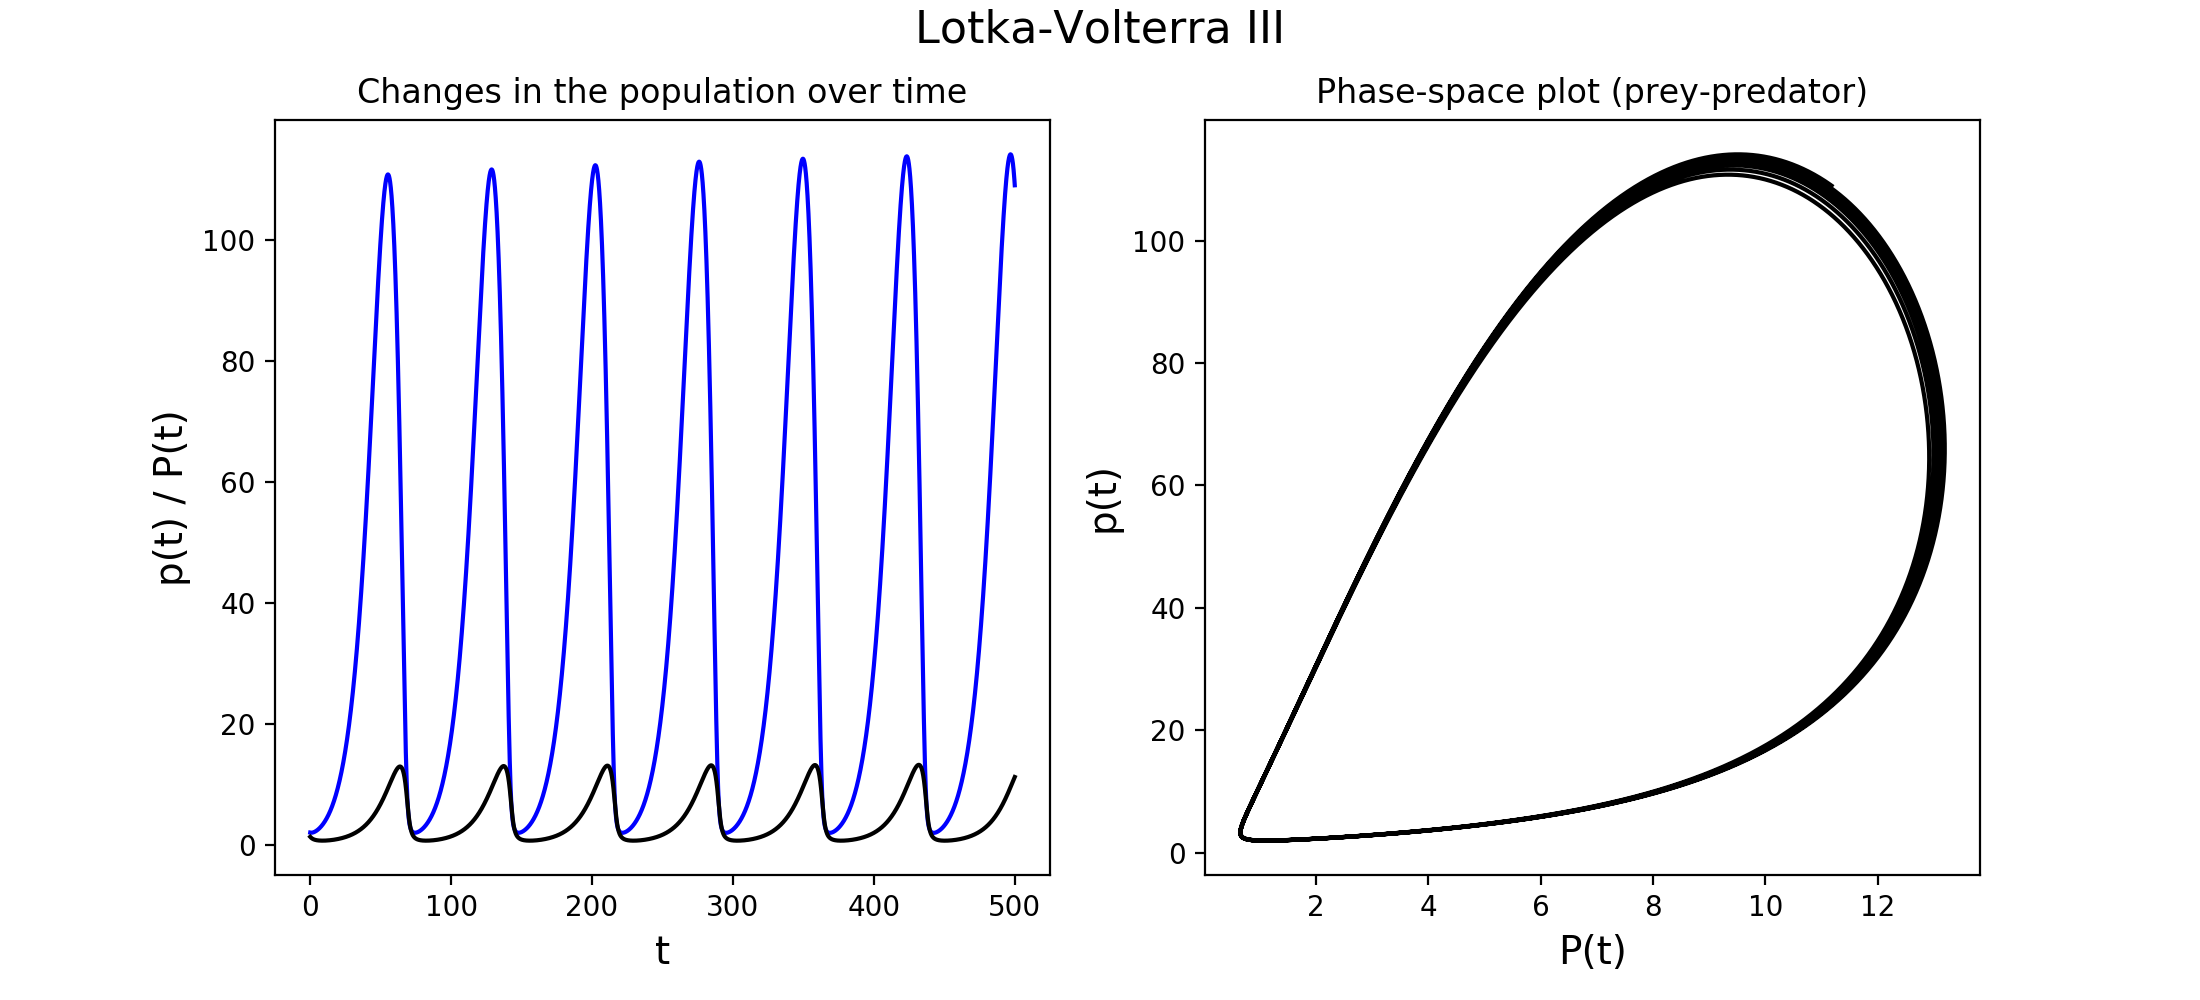 Lotka-Volterra III
Changes in the population over time
p(t) / P(t)
100
80
60
40
20
0
0 100 200 300 400 500
t
Phase-space plot (prey-predator)
p(t)
100
80
60
40
20
0
2 4 6 8 10 12
P(t)